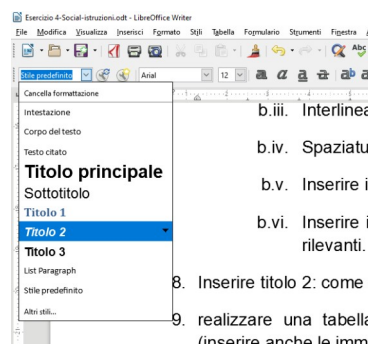 Esercizio 4-Social-istruzioni.odt - LibreOffice Writer
File Modifica Visualizza Inserisci Formato Stili Tabella Formulario Strumenti Finestra
Abc
Stile predefinito Arial 12 a a a a ab
Cancella formattazione
Intestazione
Corpo del testo
Testo citato
Titolo principale
Sottotitolo
Titolo 1
Titolo 2
Titolo 3
List Paragraph
Stile predefinito
Altri stili...
b.iii. Interlinea
b.iv. Spaziatu
b.v. Inserire i
b.vi. Inserire i
rilevanti.
8. Inserire titolo 2: come
9. realizzare una tabella
(inserire anche le imm